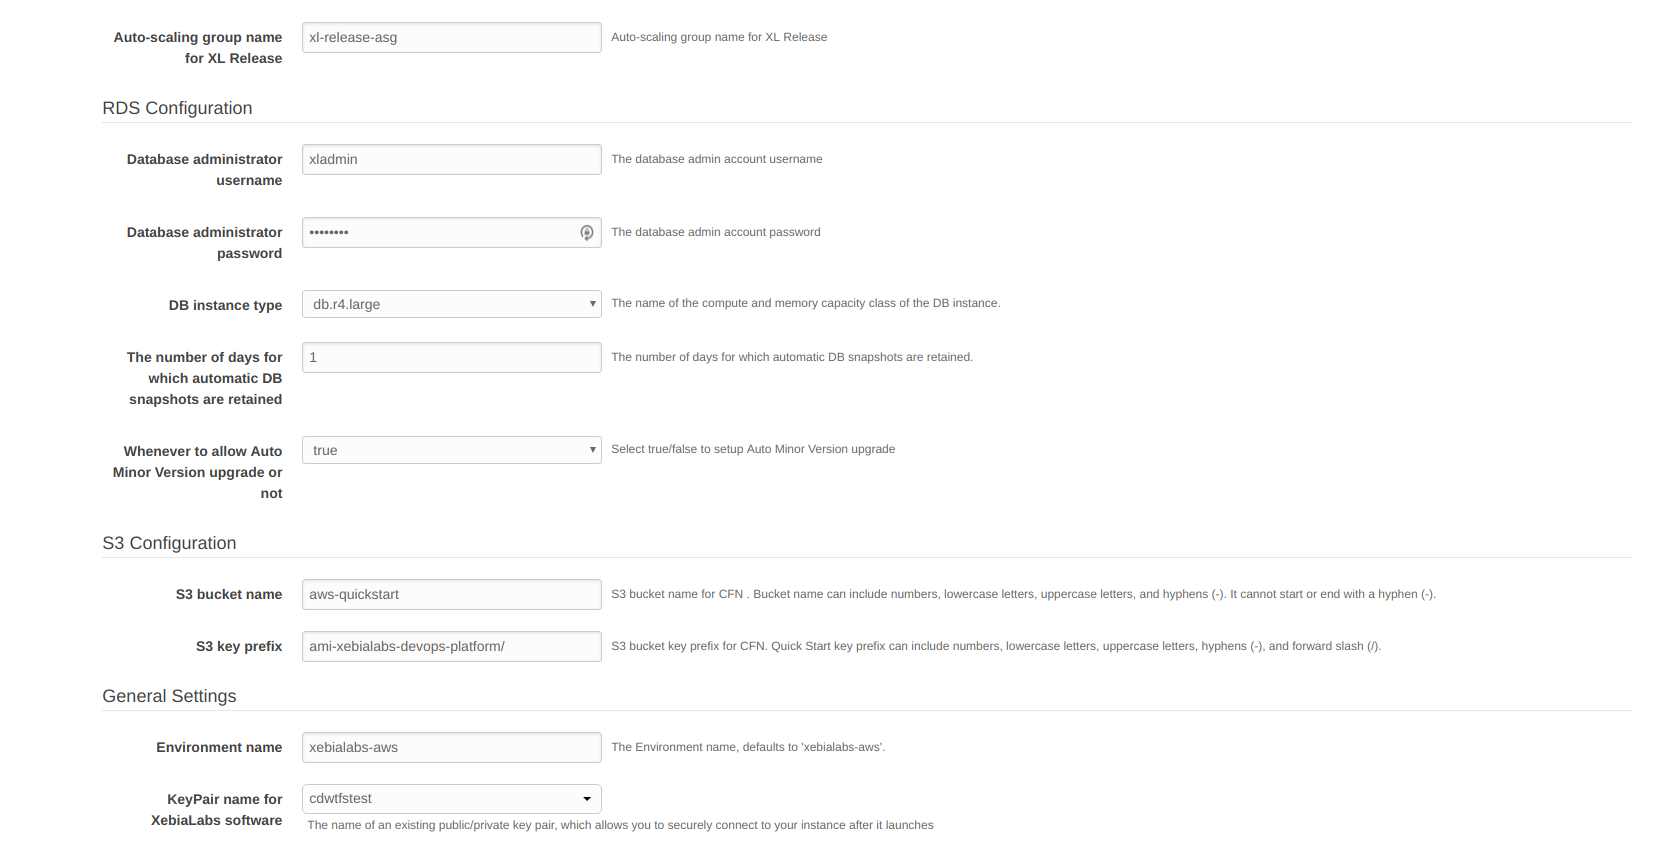 Auto-scaling group name
for XL Release
xl-release-asg
Auto-scaling group name for XL Release
RDS Configuration
Database administrator
username
xladmin
The database admin account username
Database administrator
password
••••••••
The database admin account password
DB instance type
db.r4.large
The name of the compute and memory capacity class of the DB instance.
The number of days for
which automatic DB
snapshots are retained
1
The number of days for which automatic DB snapshots are retained.
Whenever to allow Auto
Minor Version upgrade or
not
true
Select true/false to setup Auto Minor Version upgrade
S3 Configuration
S3 bucket name
aws-quickstart
S3 bucket name for CFN . Bucket name can include numbers, lowercase letters, uppercase letters, and hyphens (-). It cannot start or end with a hyphen (-).
S3 key prefix
ami-xebialabs-devops-platform/
S3 bucket key prefix for CFN. Quick Start key prefix can include numbers, lowercase letters, uppercase letters, hyphens (-), and forward slash (/).
General Settings
Environment name
xebialabs-aws
The Environment name, defaults to 'xebialabs-aws'.
KeyPair name for
XebiaLabs software
cdwtfstest
The name of an existing public/private key pair, which allows you to securely connect to your instance after it launches